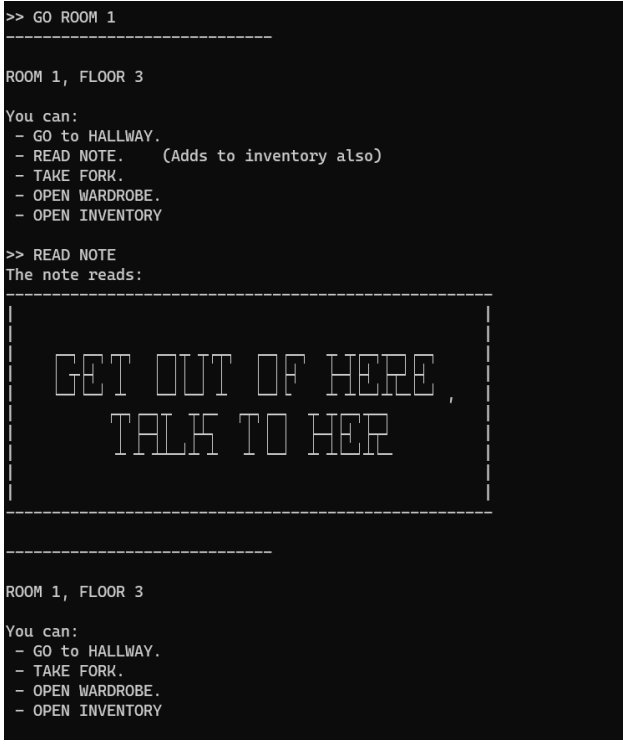 >> GO ROOM 1
-----------------------------
ROOM 1, FLOOR 3
You can:
 - GO to HALLWAY.
 - READ NOTE.    (Adds to inventory also)
 - TAKE FORK.
 - OPEN WARDROBE.
 - OPEN INVENTORY
>> READ NOTE
The note reads:
GET OUT OF HERE,
TALK TO HER
-----------------------------
ROOM 1, FLOOR 3
You can:
 - GO to HALLWAY.
 - TAKE FORK.
 - OPEN WARDROBE.
 - OPEN INVENTORY